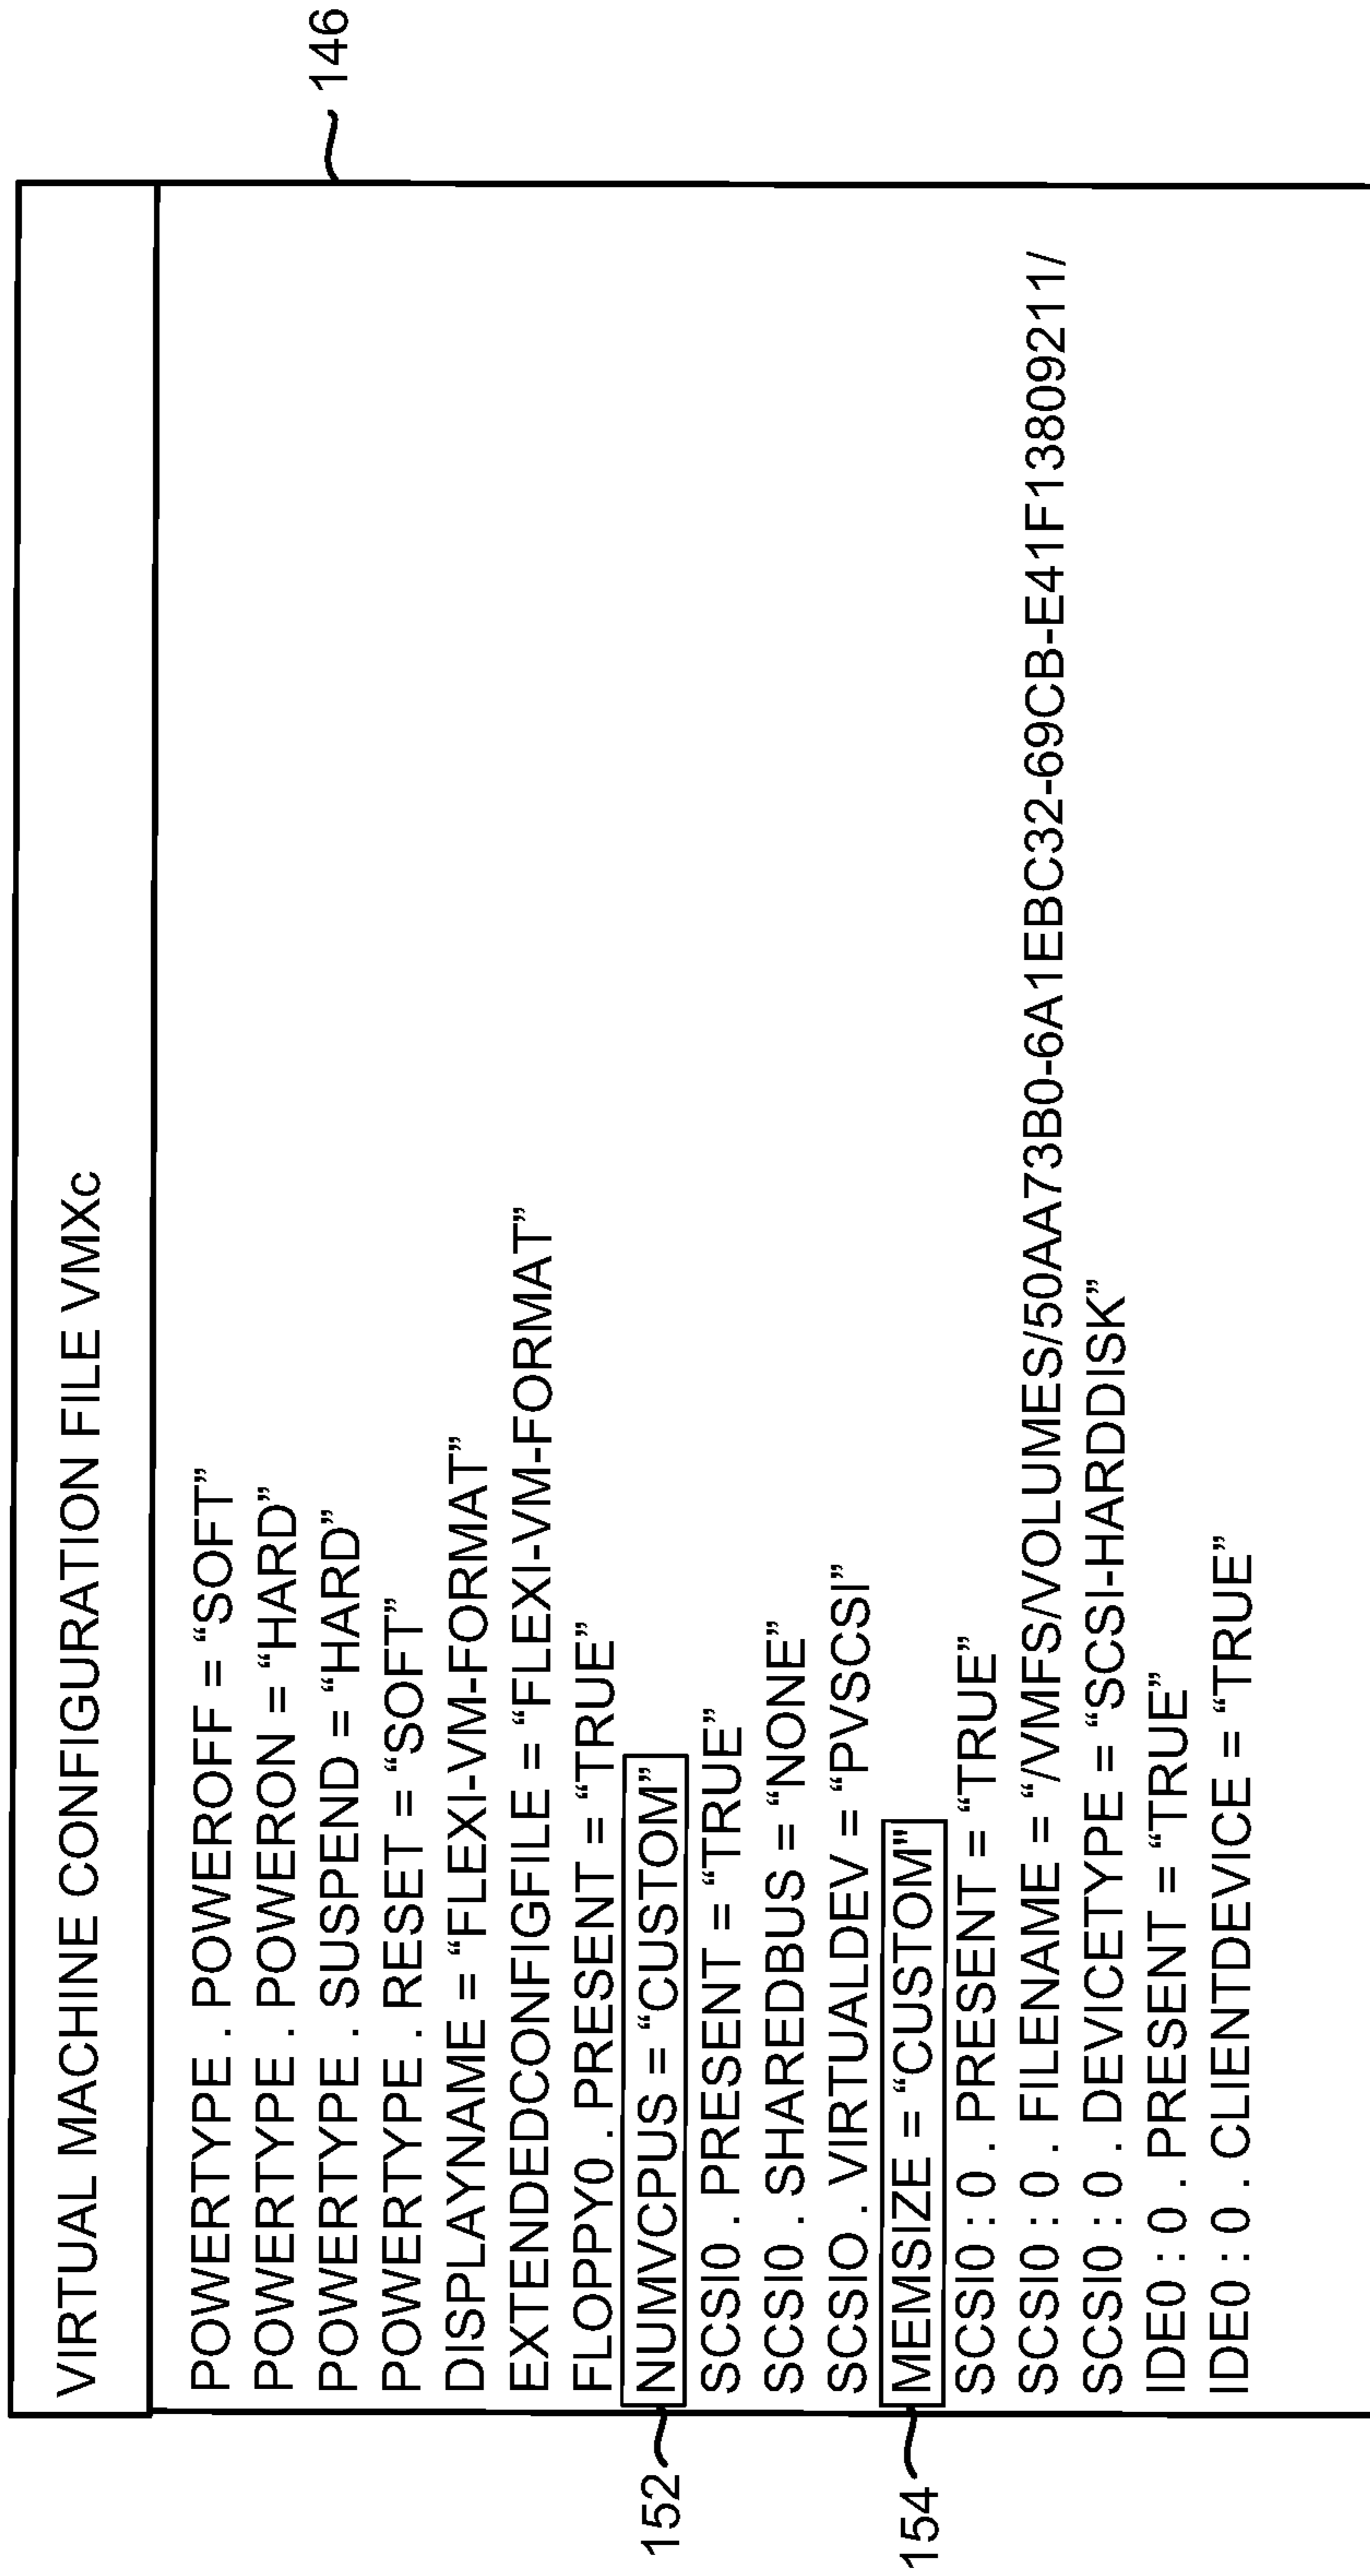 VIRTUAL MACHINE CONFIGURATION FILE VMXc
146
POWERTYPE . POWEROFF = “SOFT”
POWERTYPE . POWERON = “HARD”
POWERTYPE . SUSPEND = “HARD”
POWERTYPE . RESET = “SOFT”
DISPLAYNAME = “FLEXI-VM-FORMAT”
EXTENDEDCONFIGFILE = “FLEXI-VM-FORMAT”
FLOPPY0 . PRESENT = “TRUE”
152
NUMVCPUS = “CUSTOM”
SCSI0 . PRESENT = “TRUE”
SCSI0 . SHAREDBUS = “NONE”
SCSIO . VIRTUALDEV = “PVSCSI”
154
MEMSIZE = “CUSTOM"
SCSI0 : 0 . PRESENT = “TRUE”
SCSI0 : 0 . FILENAME = “/VMFS/VOLUMES/50AA73B0-6A1EBC32-69CB-E41F13809211/
SCSI0 : 0 . DEVICETYPE = “SCSI-HARDDISK”
IDE0 : 0 . PRESENT = “TRUE”
IDE0 : 0 . CLIENTDEVICE = “TRUE”